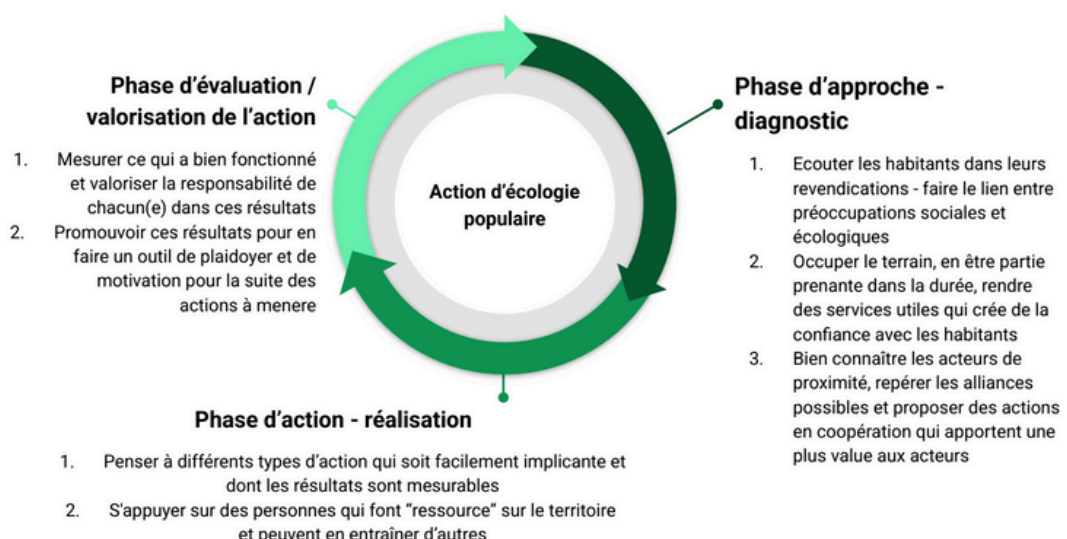 Phase d'évaluation /
valorisation de l'action
1. Mesurer ce qui a bien fonctionné
et valoriser la responsabilité de
chacun(e) dans ces résultats
2. Promouvoir ces résultats pour en
faire un outil de plaidoyer et de
motivation pour la suite des
actions à menere
Action d'écologie
populaire
Phase d'approche -
diagnostic
1. Ecouter les habitants dans leurs
revendications - faire le lien entre
préoccupations sociales et
écologiques
2. Occuper le terrain, en être partie
prenante dans la durée, rendre
des services utiles qui crée de la
confiance avec les habitants
3. Bien connaître les acteurs de
proximité, repérer les alliances
possibles et proposer des actions
en coopération qui apportent une
plus value aux acteurs
Phase d'action - réalisation
1. Penser à différents types d'action qui soit facilement implicante et
dont les résultats sont mesurables
2. S'appuyer sur des personnes qui font "ressource" sur le territoire
et peuvent en entraîner d'autres